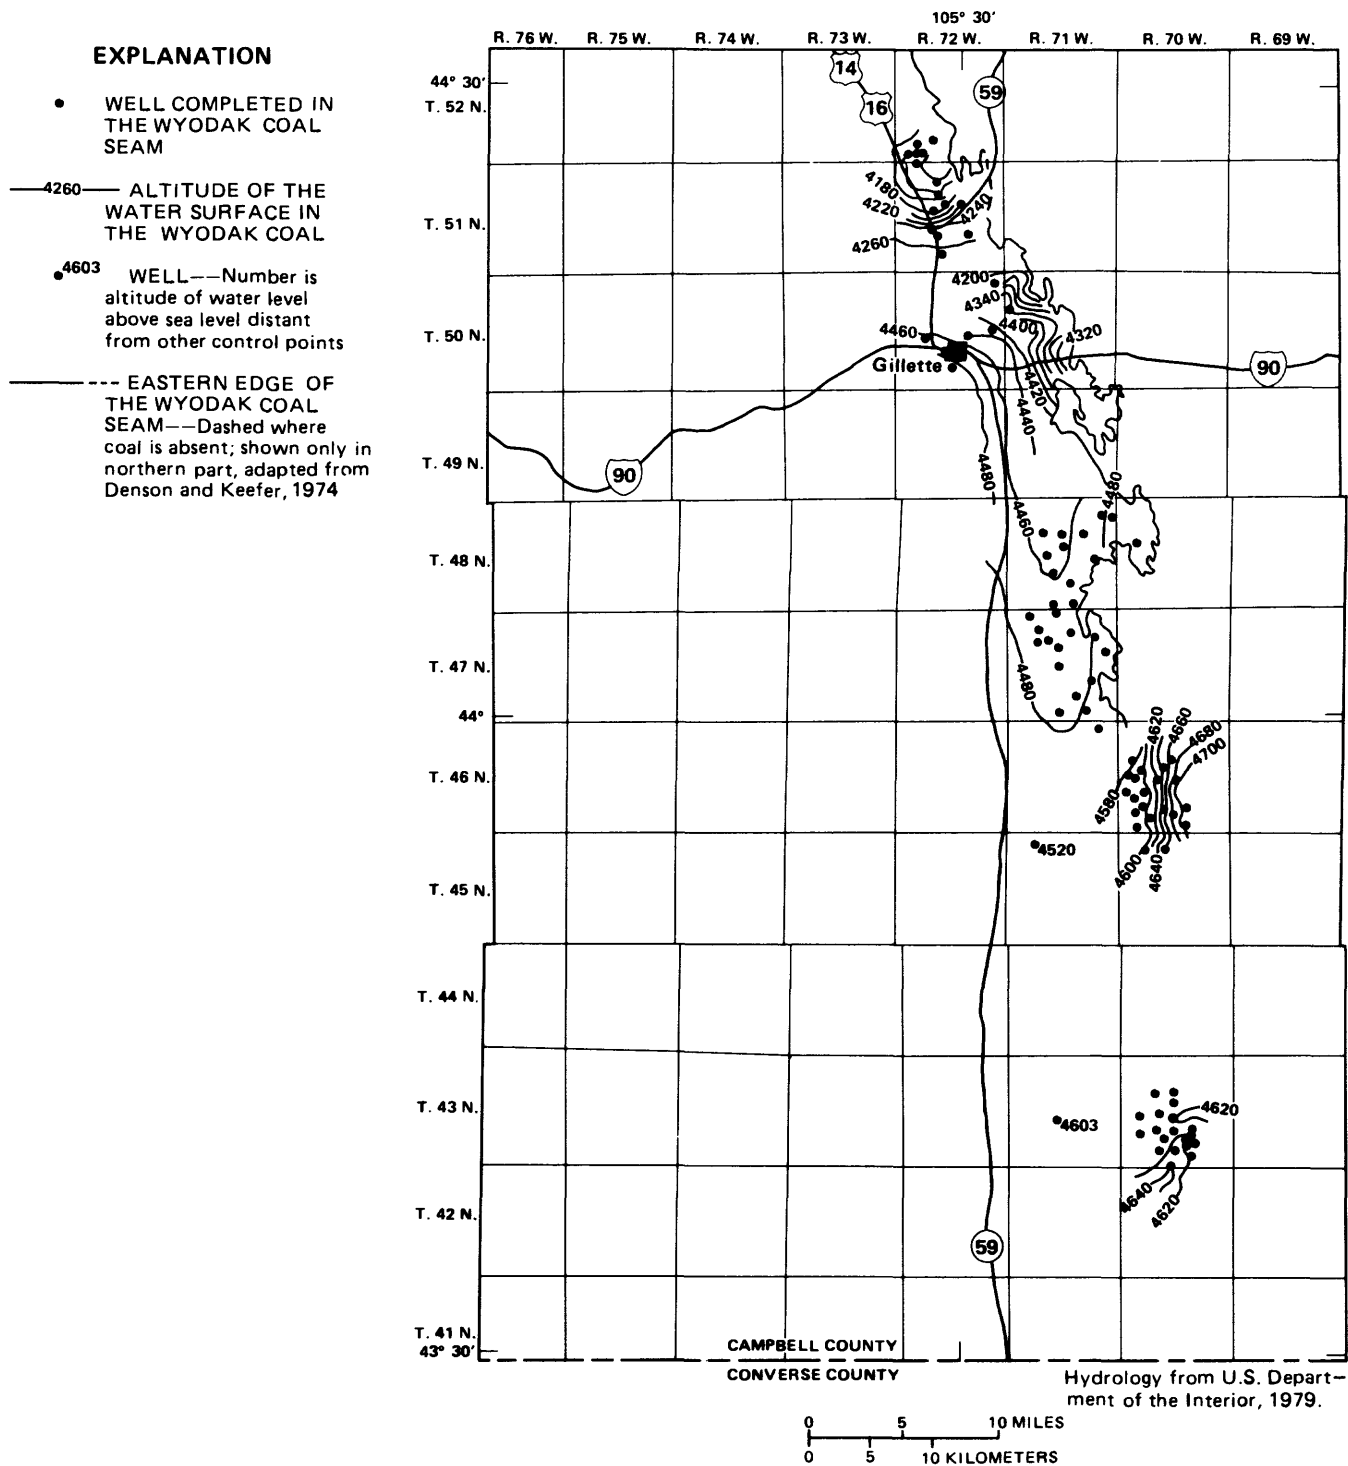 105° 30′
R. 76 W. R. 75 W. R. 74 W. R. 73 W. R. 72 W. R. 71 W. R. 70 W. R. 69 W.
EXPLANATION
WELL COMPLETED IN
THE WYODAK COAL
SEAM
4260 ALTITUDE OF THE
WATER SURFACE IN
THE WYODAK COAL
4603 WELL——Number is
altitude of water level
above sea level distant
from other control points
EASTERN EDGE OF
THE WYODAK COAL
SEAM——Dashed where
coal is absent; shown only in
northern part, adapted from
Denson and Keefer, 1974
44° 30′
T. 52 N.
T. 51 N.
T. 50 N.
T. 49 N.
T. 48 N.
T. 47 N.
44°
T. 46 N.
T. 45 N.
T. 44 N.
T. 43 N.
T. 42 N.
T. 41 N.
43° 30′
14
16
59
4180
4220
4240
4260
4200
4340
4460
4400
4320
Gillette
90
4420
4440
90
4480
4480
4460
4480
4620
4660
4680
4700
4580
4520
4600
4640
4620
4603
4640
4620
59
CAMPBELL COUNTY
CONVERSE COUNTY
Hydrology from U.S. Depart—
ment of the Interior, 1979.
0 5 10 MILES
0 5 10 KILOMETERS